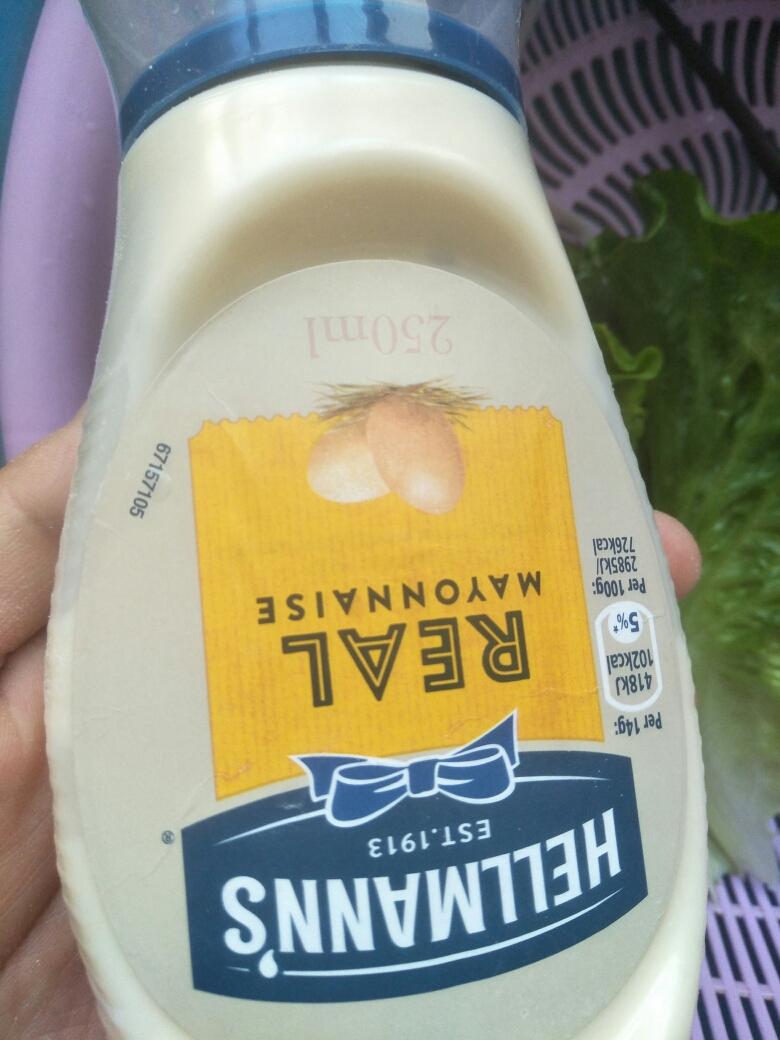 HELLMANN'S
EST.1913
REAL
MAYONNAISE
Per 14g:
418kJ
102kcal
5%*
Per 100g:
2985kJ/
726kcal
67157105
250ml
®